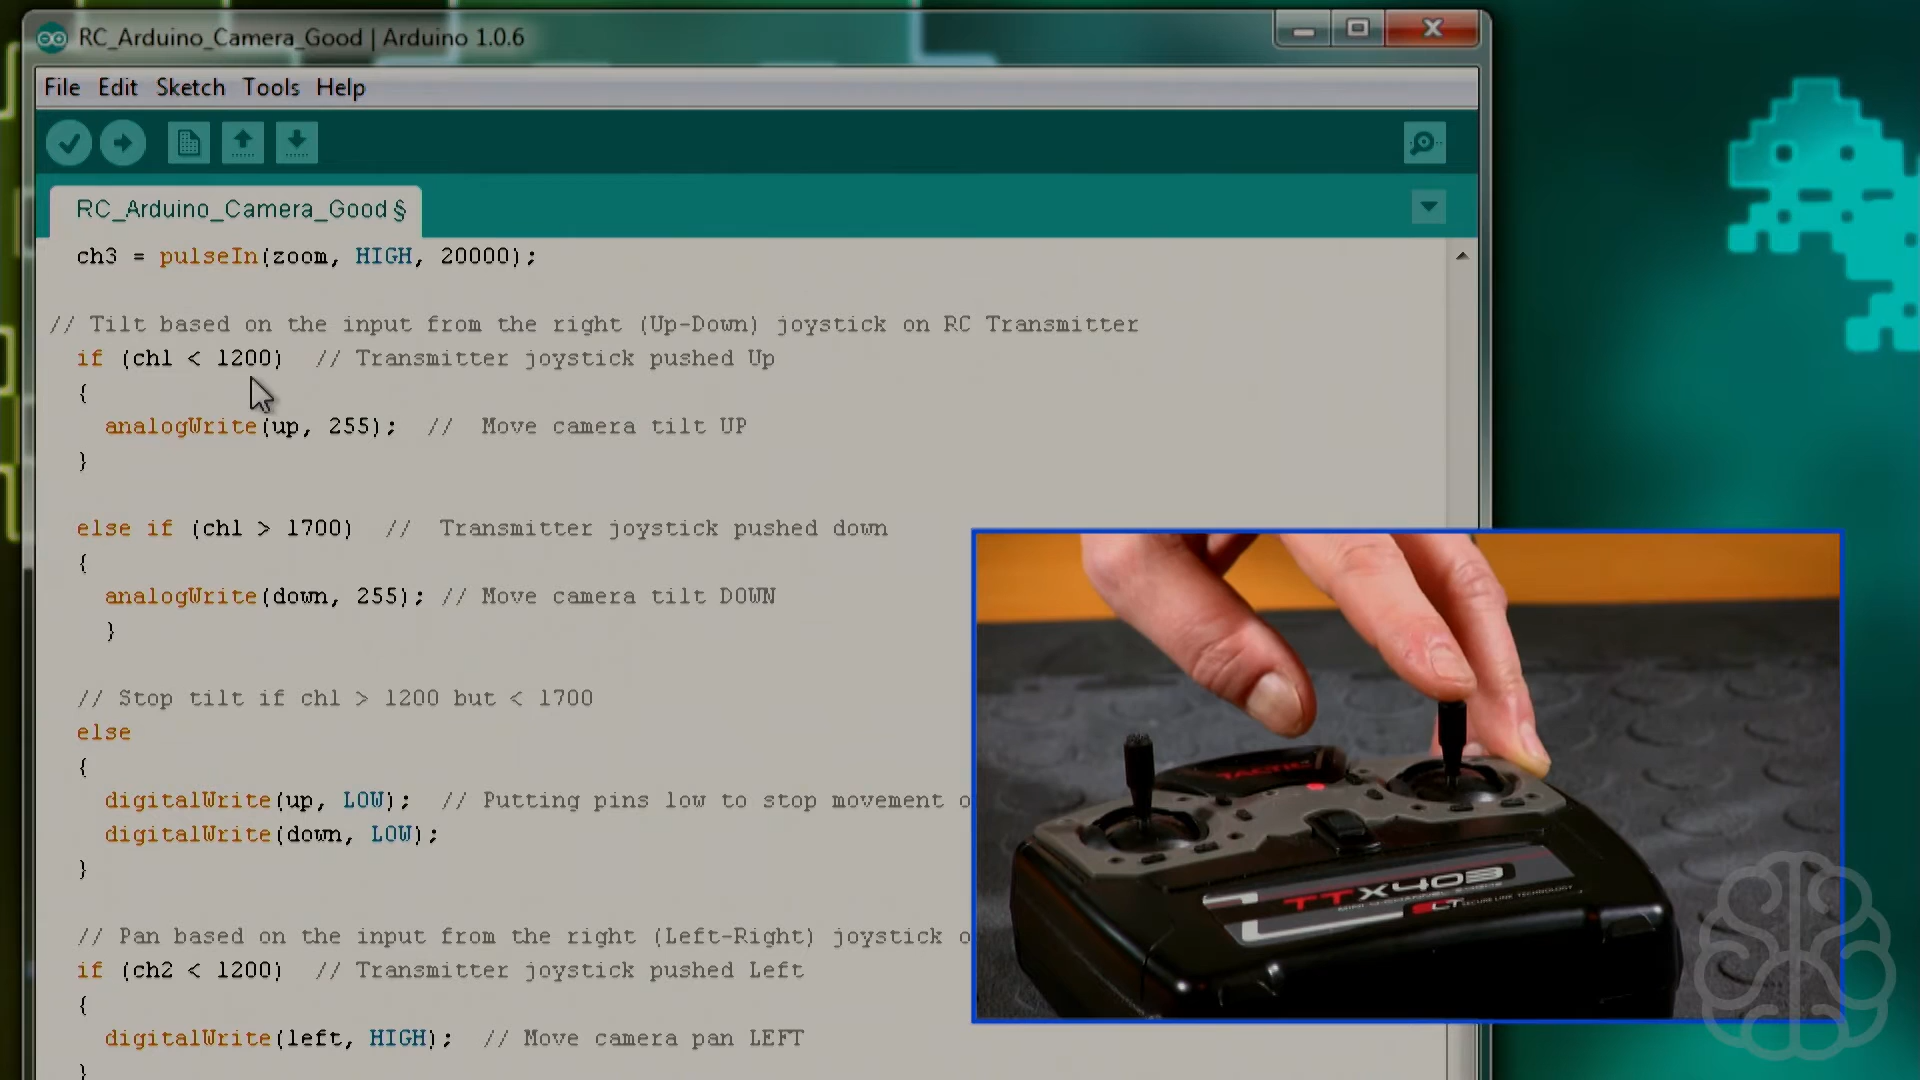 RC_Arduino_Camera_Good | Arduino 1.0.6
File Edit Sketch Tools Help
RC_Arduino_Camera_Good §
ch3 = pulseIn(zoom, HIGH, 20000);
// Tilt based on the input from the right (Up-Down) joystick on RC Transmitter
if (ch1 < 1200) // Transmitter joystick pushed Up
{
analogWrite(up, 255); // Move camera tilt UP
}
else if (ch1 > 1700) // Transmitter joystick pushed down
{
analogWrite(down, 255); // Move camera tilt DOWN
}
// Stop tilt if ch1 > 1200 but < 1700
else
{
digitalWrite(up, LOW); // Putting pins low to stop movement o
digitalWrite(down, LOW);
}
// Pan based on the input from the right (Left-Right) joystick o
if (ch2 < 1200) // Transmitter joystick pushed Left
{
digitalWrite(left, HIGH); // Move camera pan LEFT
}
TACTIC
TTX403
SLT SECURE LINK TECHNOLOGY